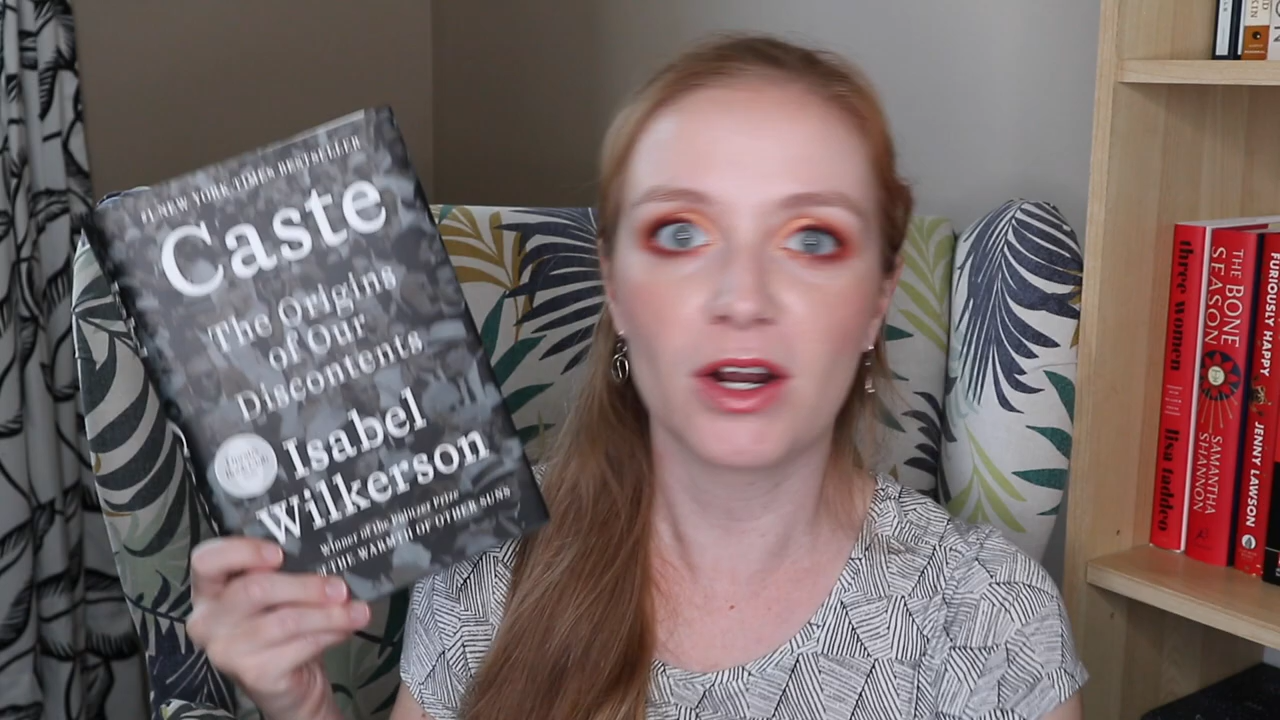 #1 NEW YORK TIMES BESTSELLER
Caste
The Origins
of Our
Discontents
Isabel
Wilkerson
Winner of the Pulitzer Prize
THE WARMTH OF OTHER SUNS
three women
lisa taddeo
THE BONE
SEASON
SAMANTHA
SHANNON
FURIOUSLY HAPPY
JENNY LAWSON